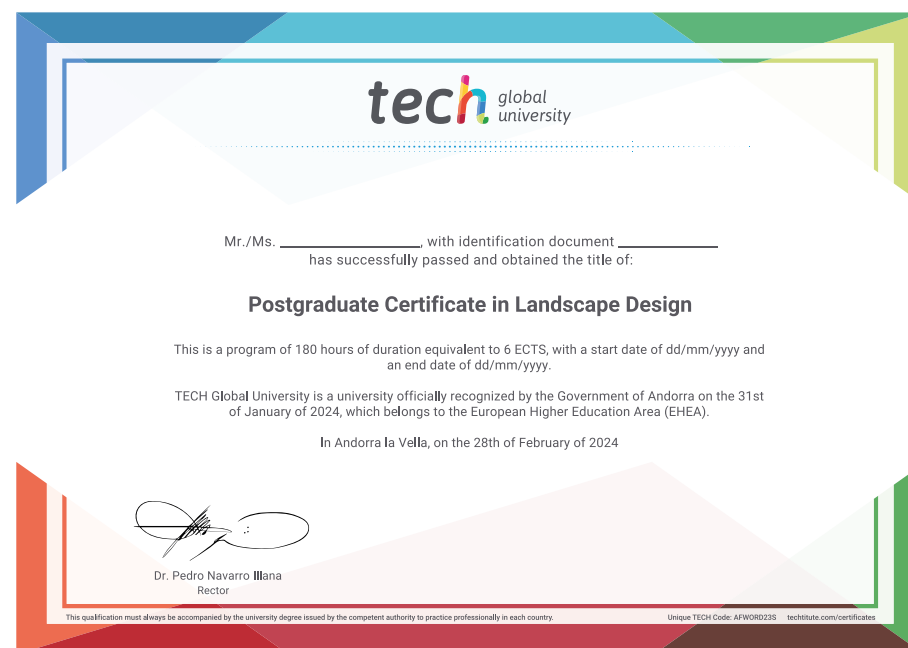 tech global
university
Mr./Ms. ____________________, with identification document ______________
has successfully passed and obtained the title of:
Postgraduate Certificate in Landscape Design
This is a program of 180 hours of duration equivalent to 6 ECTS, with a start date of dd/mm/yyyy and
an end date of dd/mm/yyyy.
TECH Global University is a university officially recognized by the Government of Andorra on the 31st
of January of 2024, which belongs to the European Higher Education Area (EHEA).
In Andorra la Vella, on the 28th of February of 2024
Dr. Pedro Navarro Illana
Rector
This qualification must always be accompanied by the university degree issued by the competent authority to practice professionally in each country.
Unique TECH Code: AFWORD23S techtitute.com/certificates